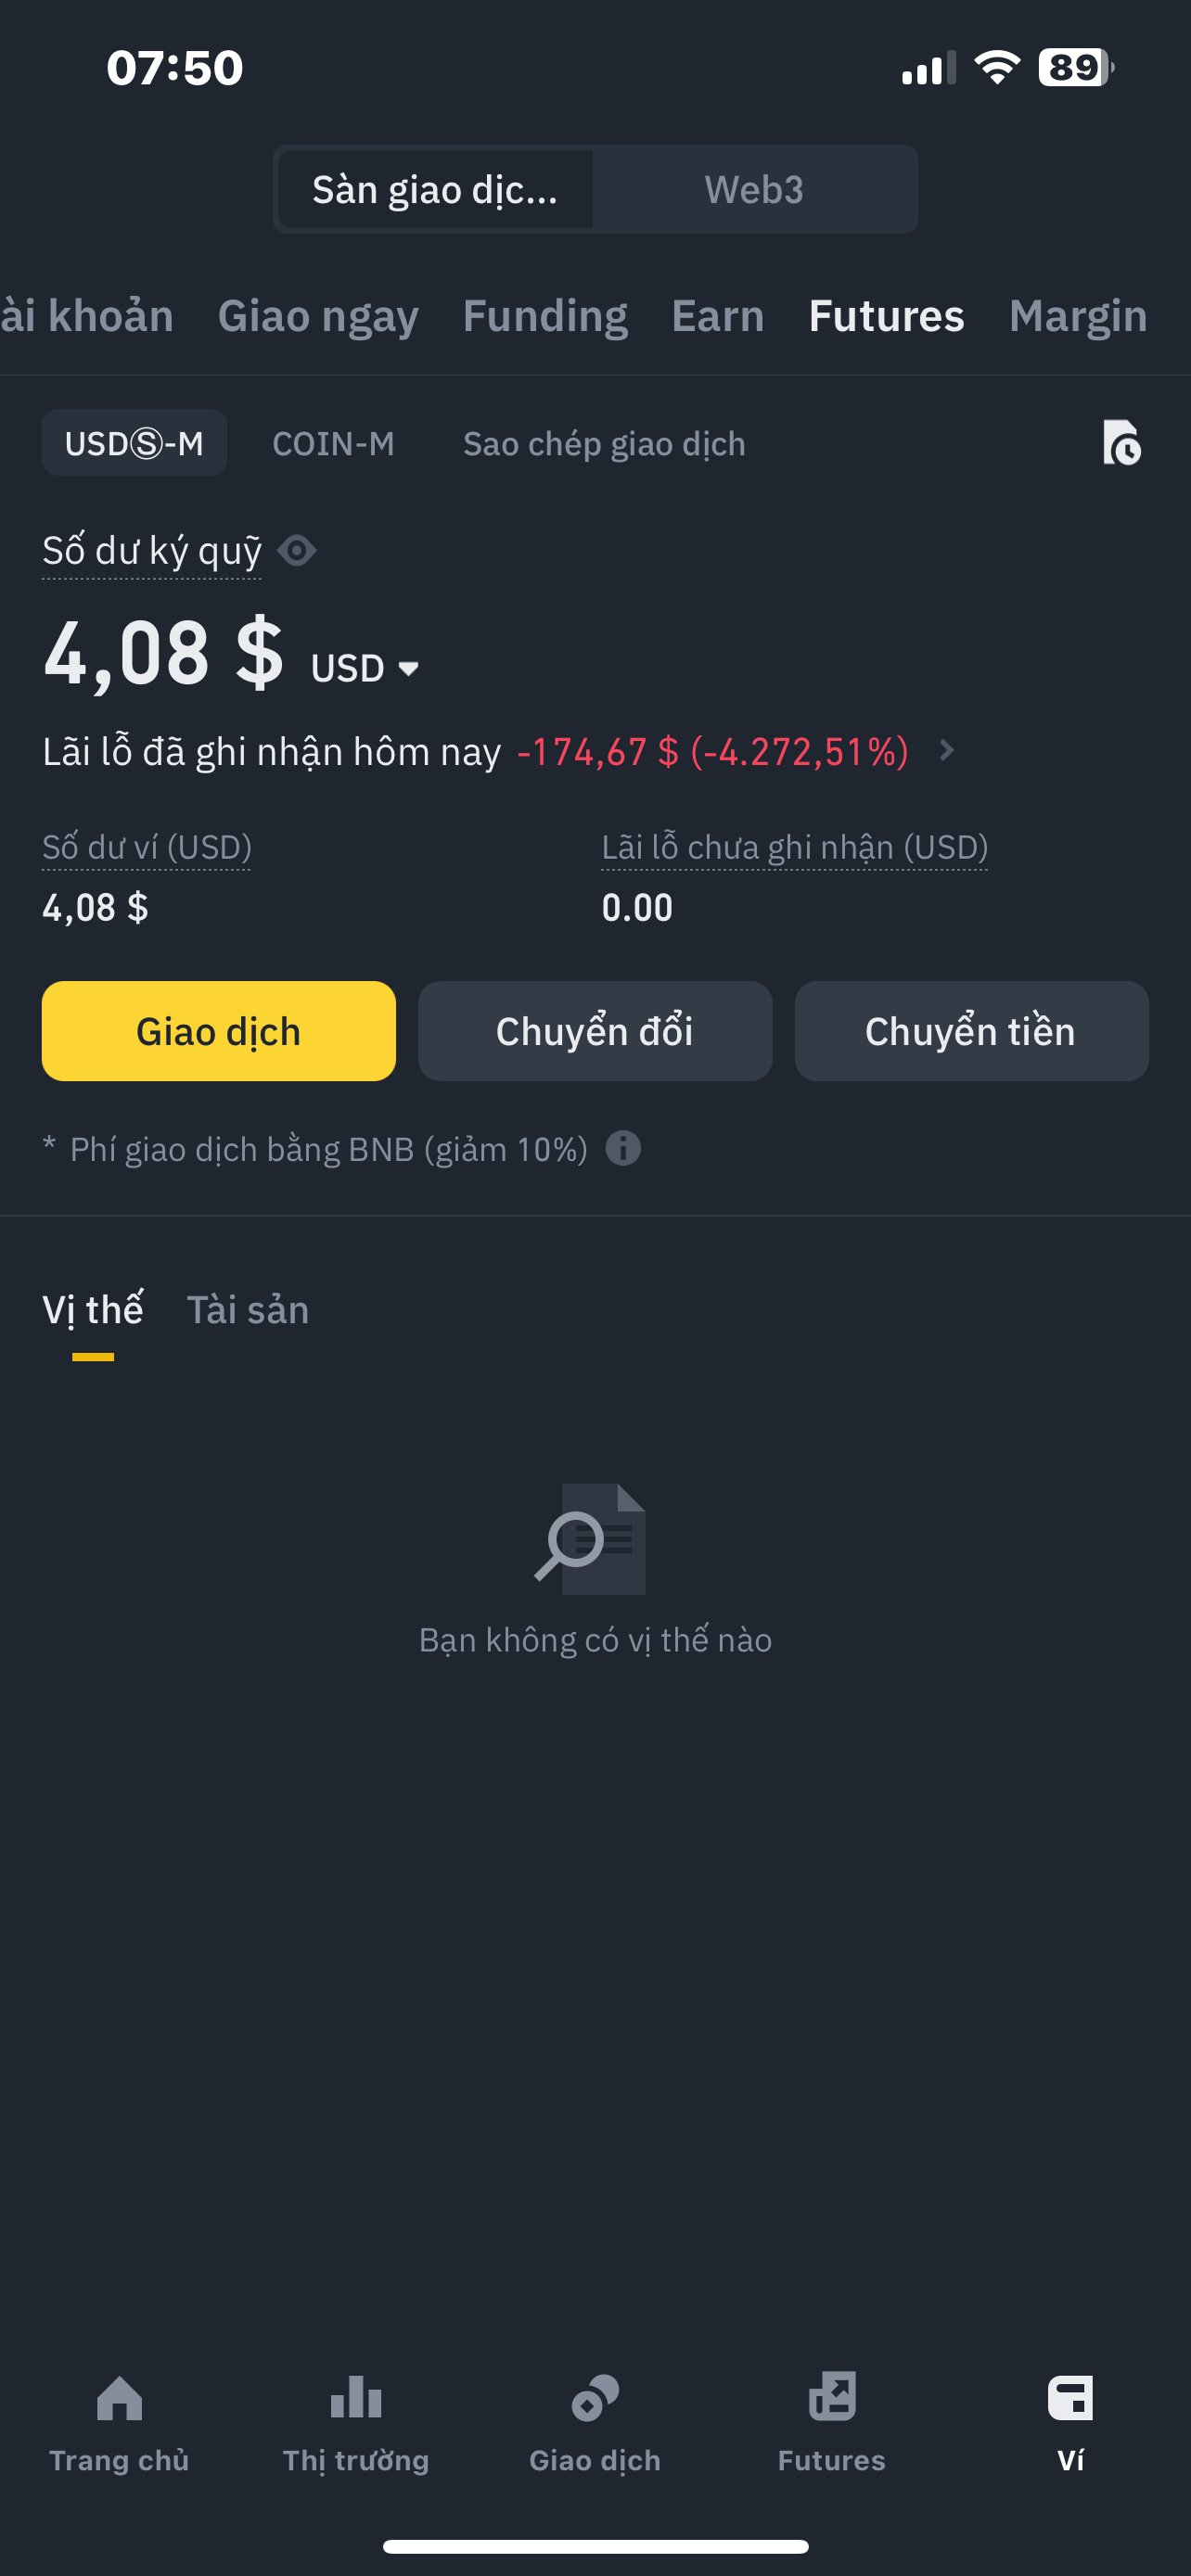 07:50
89
Sàn giao dịc...
Web3
ài khoản
Giao ngay
Funding
Earn
Futures
Margin
USDⓈ-M
COIN-M
Sao chép giao dịch
Số dư ký quỹ
4,08 $ USD
Lãi lỗ đã ghi nhận hôm nay -174,67 $ (-4.272,51%)
Số dư ví (USD)
4,08 $
Lãi lỗ chưa ghi nhận (USD)
0.00
Giao dịch
Chuyển đổi
Chuyển tiền
* Phí giao dịch bằng BNB (giảm 10%)
Vị thế
Tài sản
Bạn không có vị thế nào
Trang chủ
Thị trường
Giao dịch
Futures
Ví